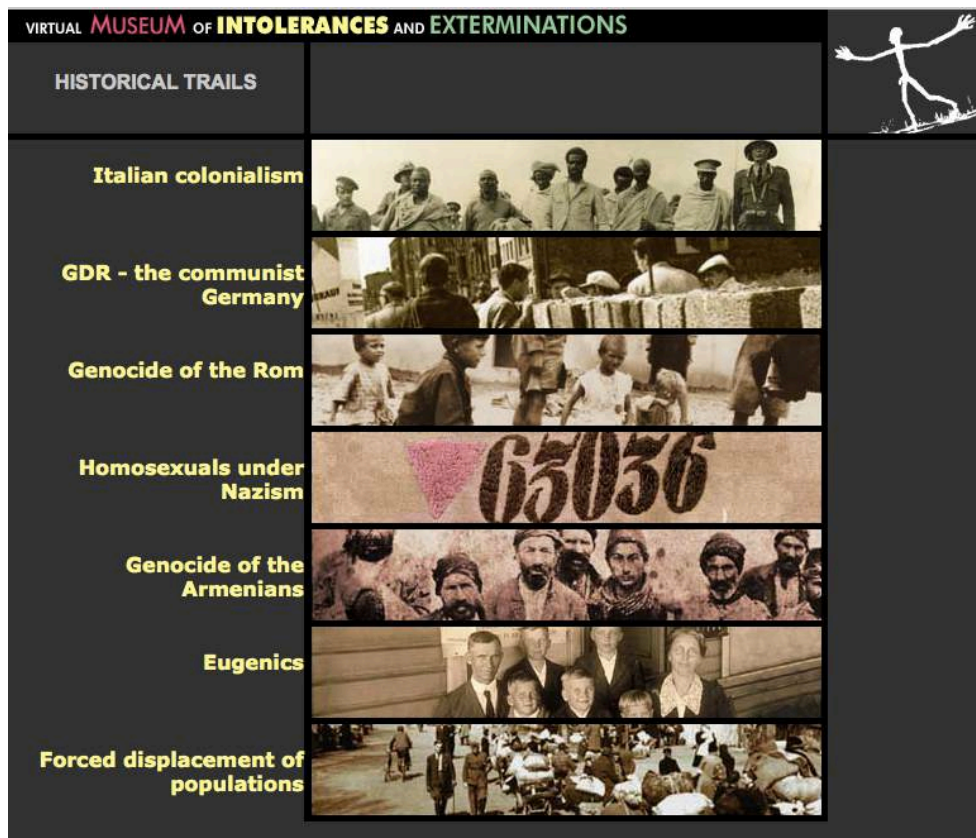 VIRTUAL MUSEUM OF INTOLERANCES AND EXTERMINATIONS
HISTORICAL TRAILS
Italian colonialism
GDR - the communist
Germany
Genocide of the Rom
Homosexuals under
Nazism
63036
Genocide of the
Armenians
Eugenics
Forced displacement of
populations